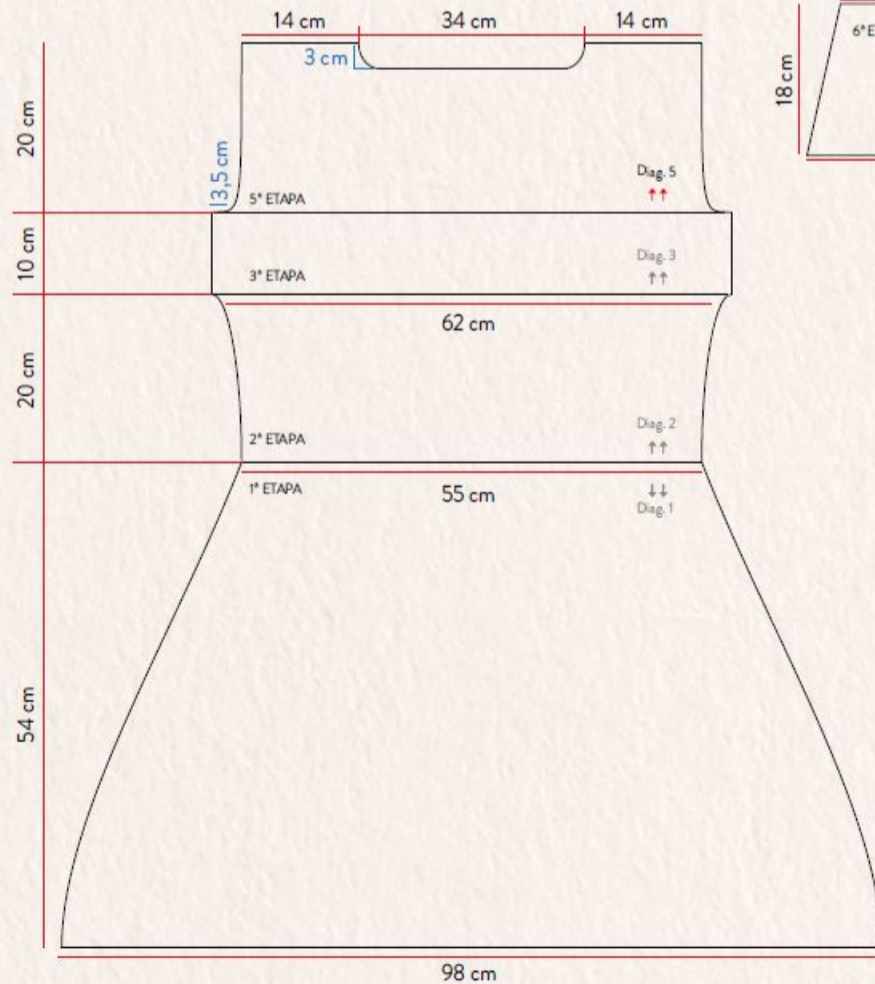 14 cm 34 cm 14 cm
3 cm
20 cm
3,5 cm
5ª ETAPA
Diag. 5
10 cm
3ª ETAPA
Diag. 3
62 cm
20 cm
2ª ETAPA
Diag. 2
1ª ETAPA
55 cm
Diag. 1
54 cm
98 cm
18 cm
6ª E